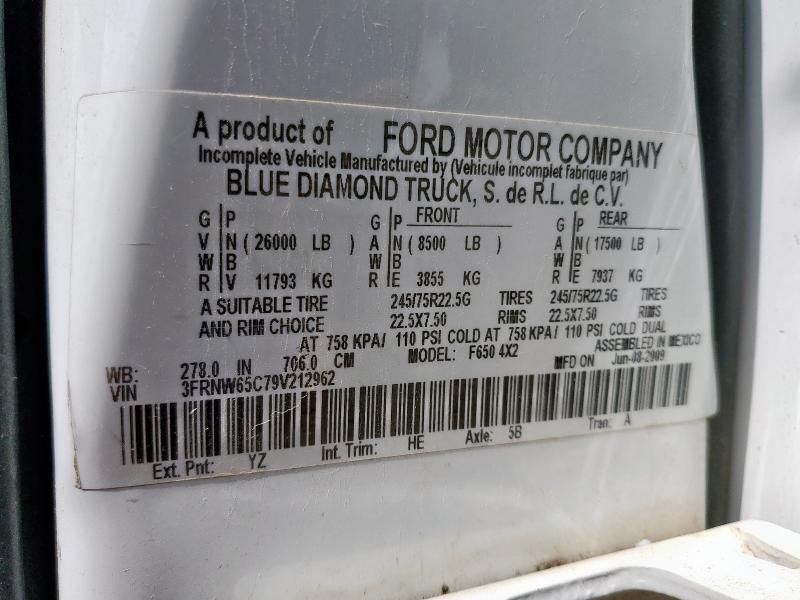 A product of FORD MOTOR COMPANY
Incomplete Vehicle Manufactured by (Vehicule incomplet fabrique par)
BLUE DIAMOND TRUCK, S. de R.L. de C.V.
G P G P FRONT G P REAR
V N ( 26000 LB ) A N ( 8500 LB ) A N ( 17500 LB )
W B W B W B
R V 11793 KG R E 3855 KG R E 7937 KG
A SUITABLE TIRE 245/75R22.5G TIRES 245/75R22.5G TIRES
AND RIM CHOICE 22.5X7.50 RIMS 22.5X7.50 RIMS
AT 758 KPA/ 110 PSI COLD AT 758 KPA/ 110 PSI COLD DUAL
WB: 278.0 IN 706.0 CM MODEL: F650 4X2 ASSEMBLED IN MEXICO
VIN 3FRNW65C79V212962 MFD ON Jun-08-2009
Ext. Pnt: YZ Int. Trim: HE Axle: 5B Tran: A